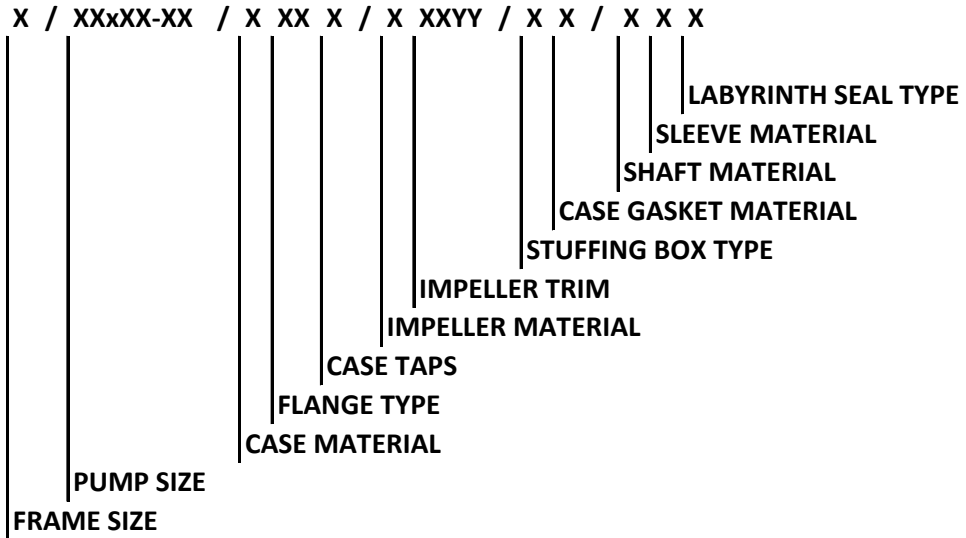 X / XXxXX-XX / X XX X / X XXYY / X X / X X X
LABYRINTH SEAL TYPE
SLEEVE MATERIAL
SHAFT MATERIAL
CASE GASKET MATERIAL
STUFFING BOX TYPE
IMPELLER TRIM
IMPELLER MATERIAL
CASE TAPS
FLANGE TYPE
CASE MATERIAL
PUMP SIZE
FRAME SIZE